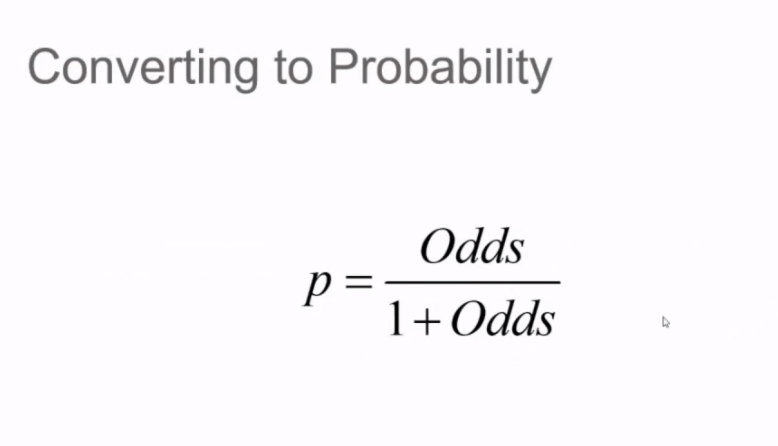 Converting to Probability
p = Odds / 1 + Odds